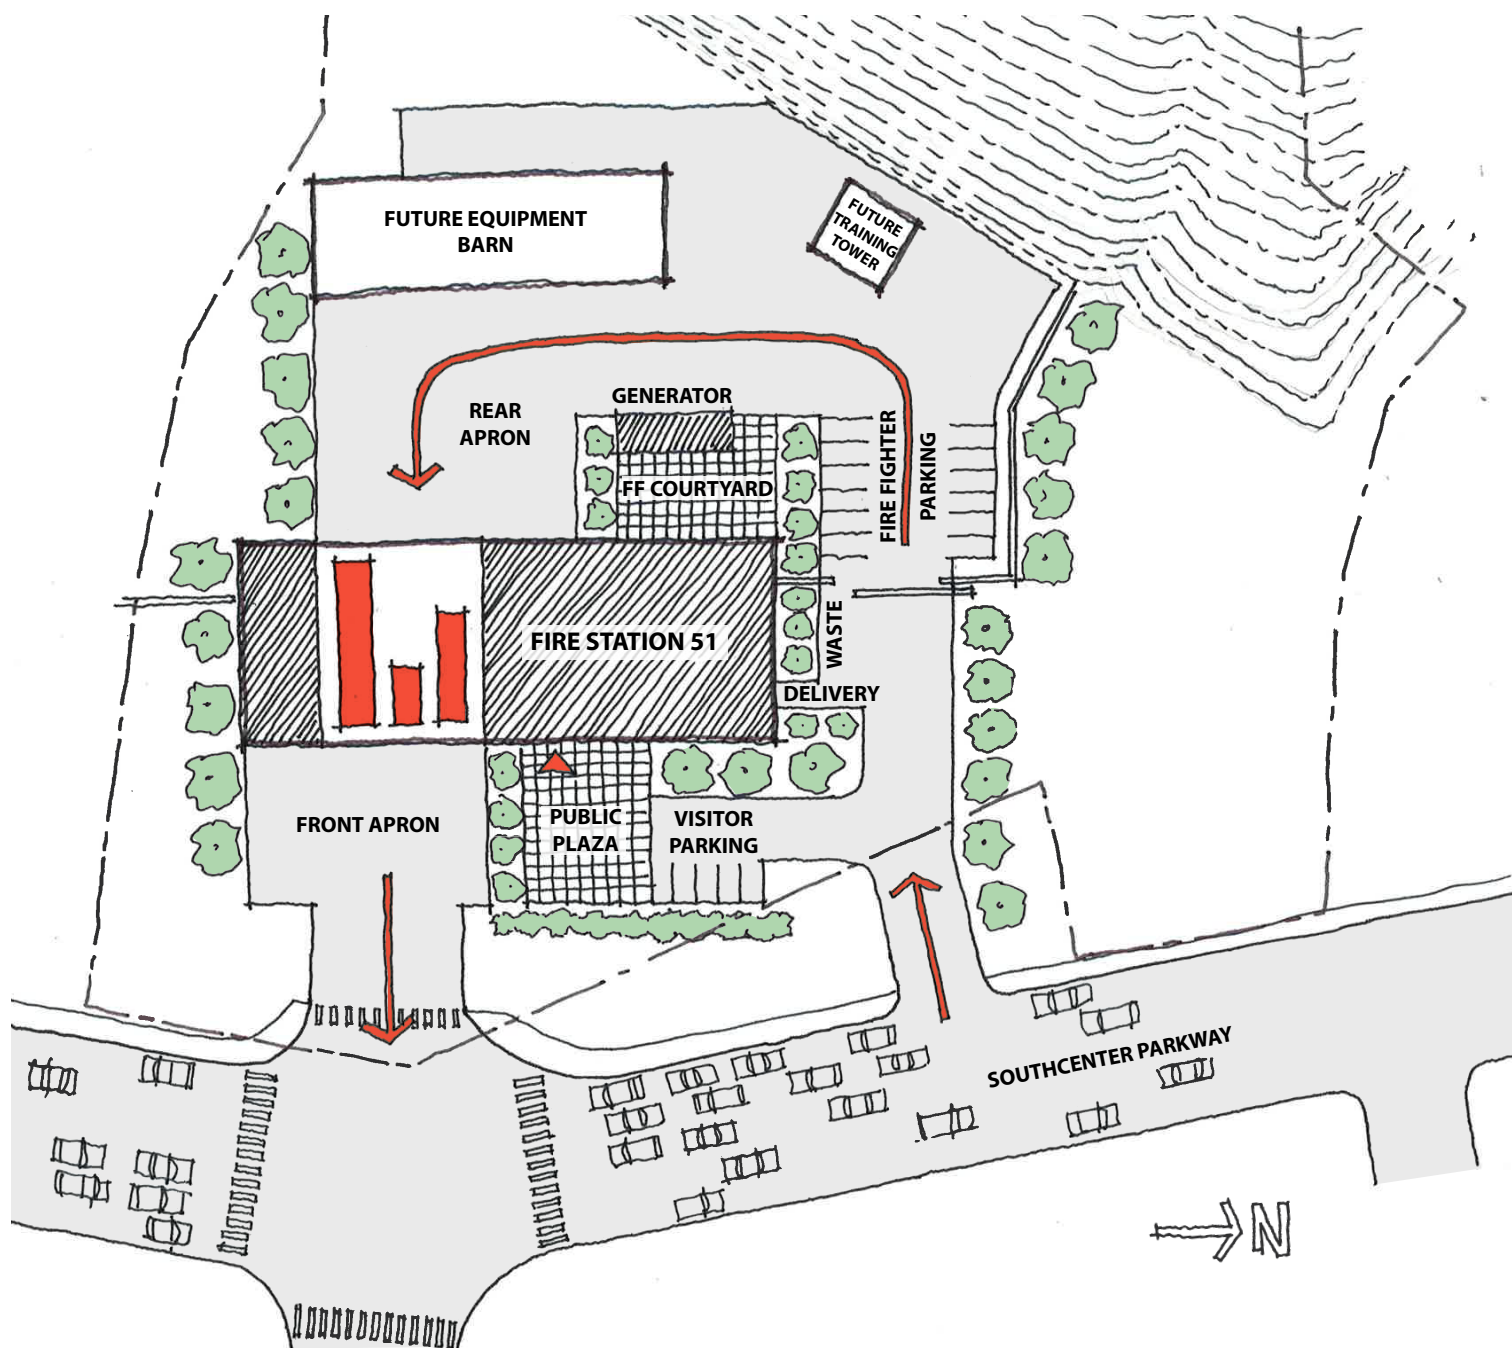 FUTURE EQUIPMENT
BARN
FUTURE
TRAINING
TOWER
GENERATOR
REAR
APRON
FIRE FIGHTER
PARKING
FF COURTYARD
FIRE STATION 51
WASTE
DELIVERY
FRONT APRON
PUBLIC
PLAZA
VISITOR
PARKING
SOUTHCENTER PARKWAY
N